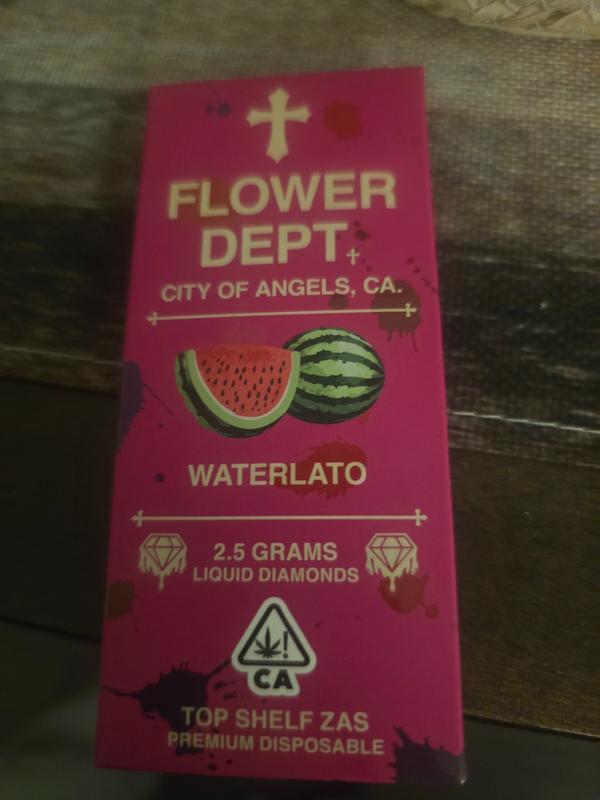 FLOWER
DEPT.
CITY OF ANGELS, CA.
WATERLATO
2.5 GRAMS
LIQUID DIAMONDS
!
CA
TOP SHELF ZAS
PREMIUM DISPOSABLE